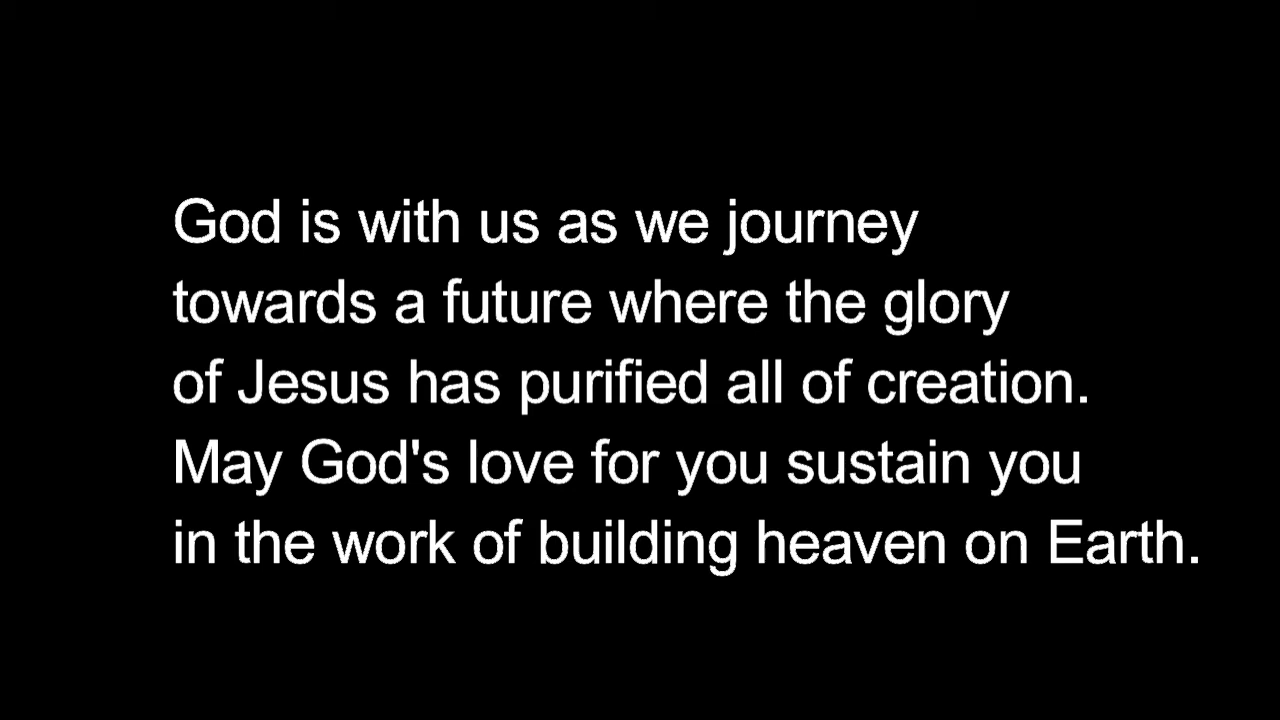 God is with us as we journey
towards a future where the glory
of Jesus has purified all of creation.
May God's love for you sustain you
in the work of building heaven on Earth.